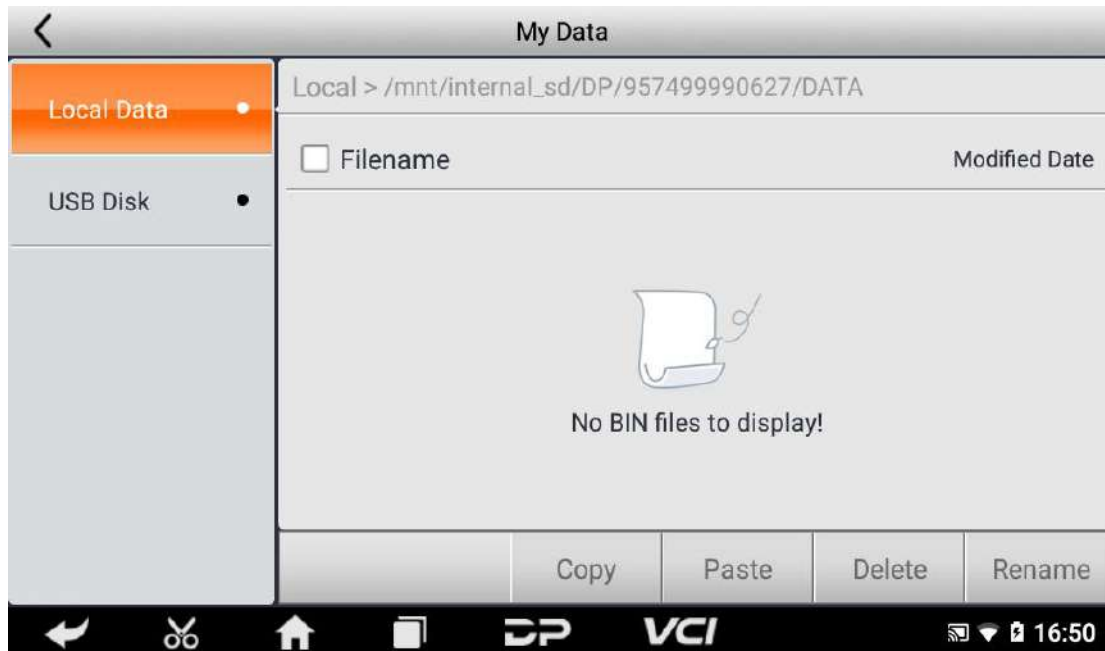 My Data
Local Data
USB Disk
Local > /mnt/internal_sd/DP/957499990627/DATA
Filename
Modified Date
No BIN files to display!
Copy
Paste
Delete
Rename
DP
VCI
16:50